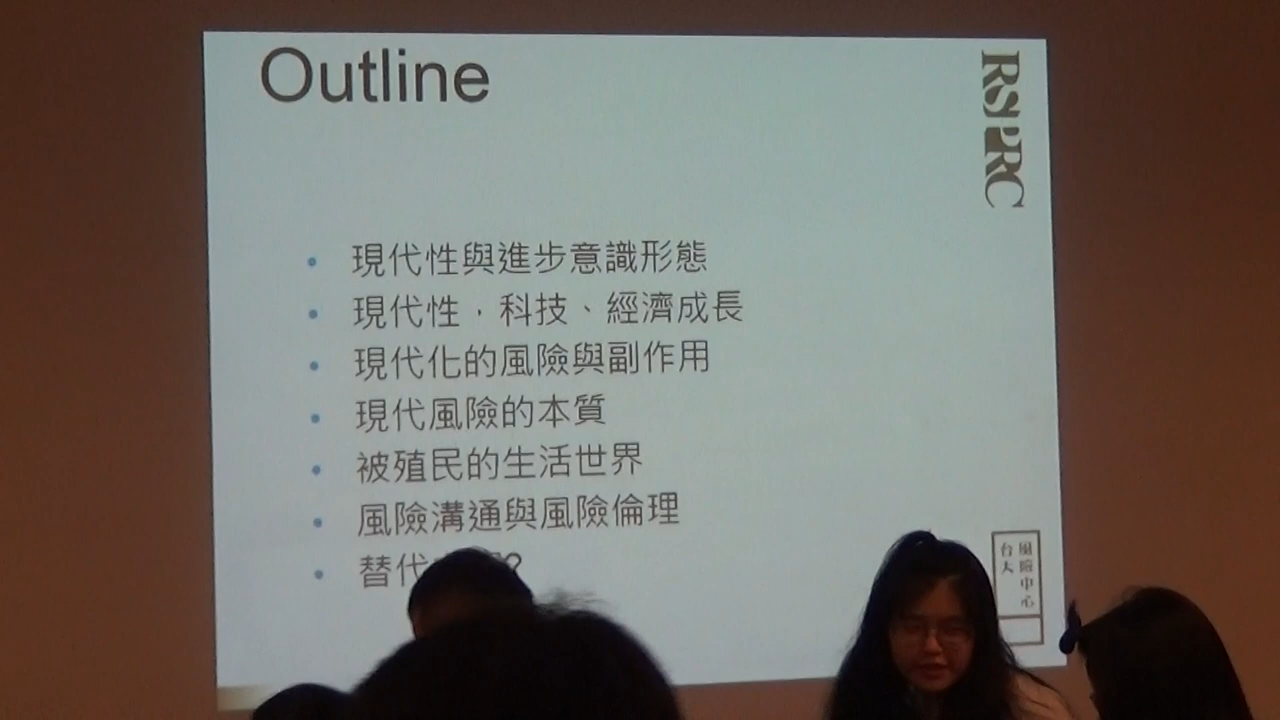 Outline
RSPRC
現代性與進步意識形態
現代性，科技、經濟成長
現代化的風險與副作用
現代風險的本質
被殖民的生活世界
風險溝通與風險倫理
替代
?
風險中心
台大